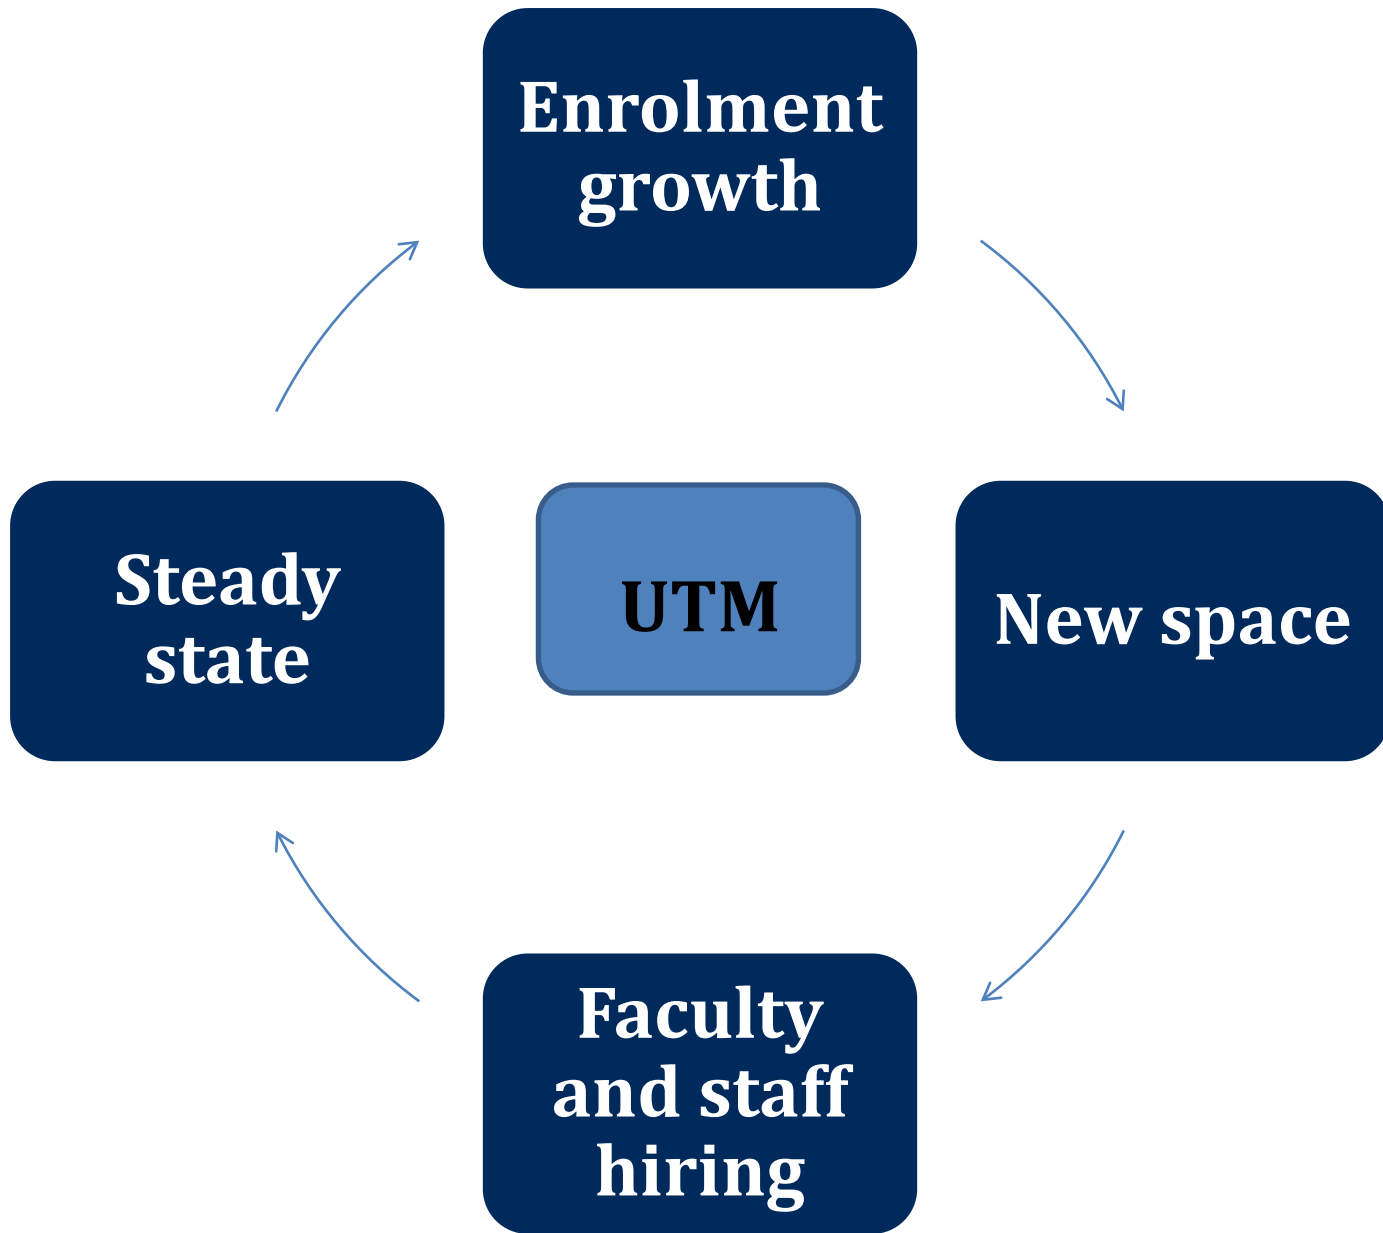 Enrolment
growth
Steady
state
UTM
New space
Faculty
and staff
hiring